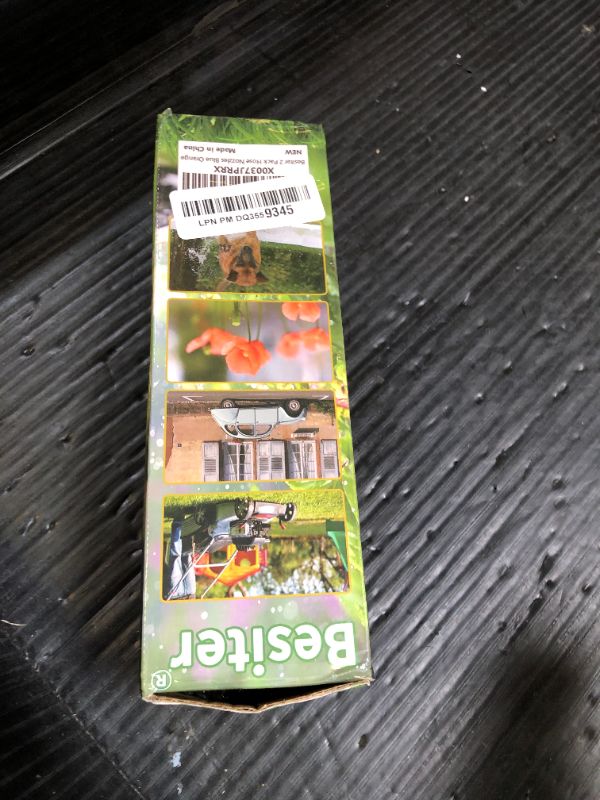 Besiter®
LPN PM DQ3559345
X0037JPRRX
Besiter 2 Pack Hose Nozzles Blue Orange
NEW Made in China